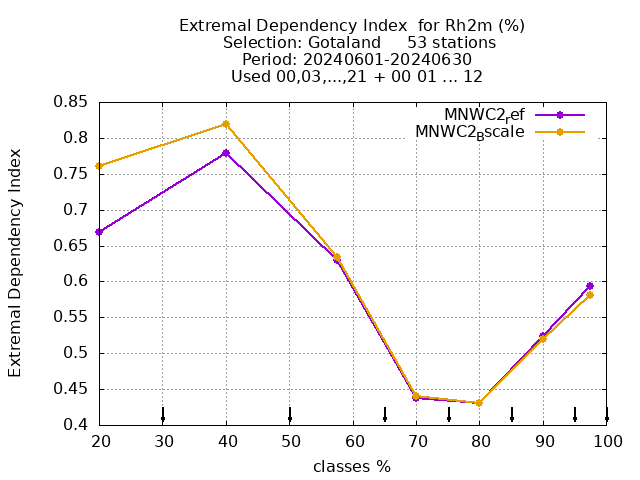 Extremal Dependency Index  for Rh2m (%)
Selection: Gotaland     53 stations
Period: 20240601-20240630
Used 00,03,...,21 + 00 01 ... 12
MNWC2_ref
MNWC2_Bscale
Extremal Dependency Index
0.85
0.8
0.75
0.7
0.65
0.6
0.55
0.5
0.45
0.4
20 30 40 50 60 70 80 90 100
classes %